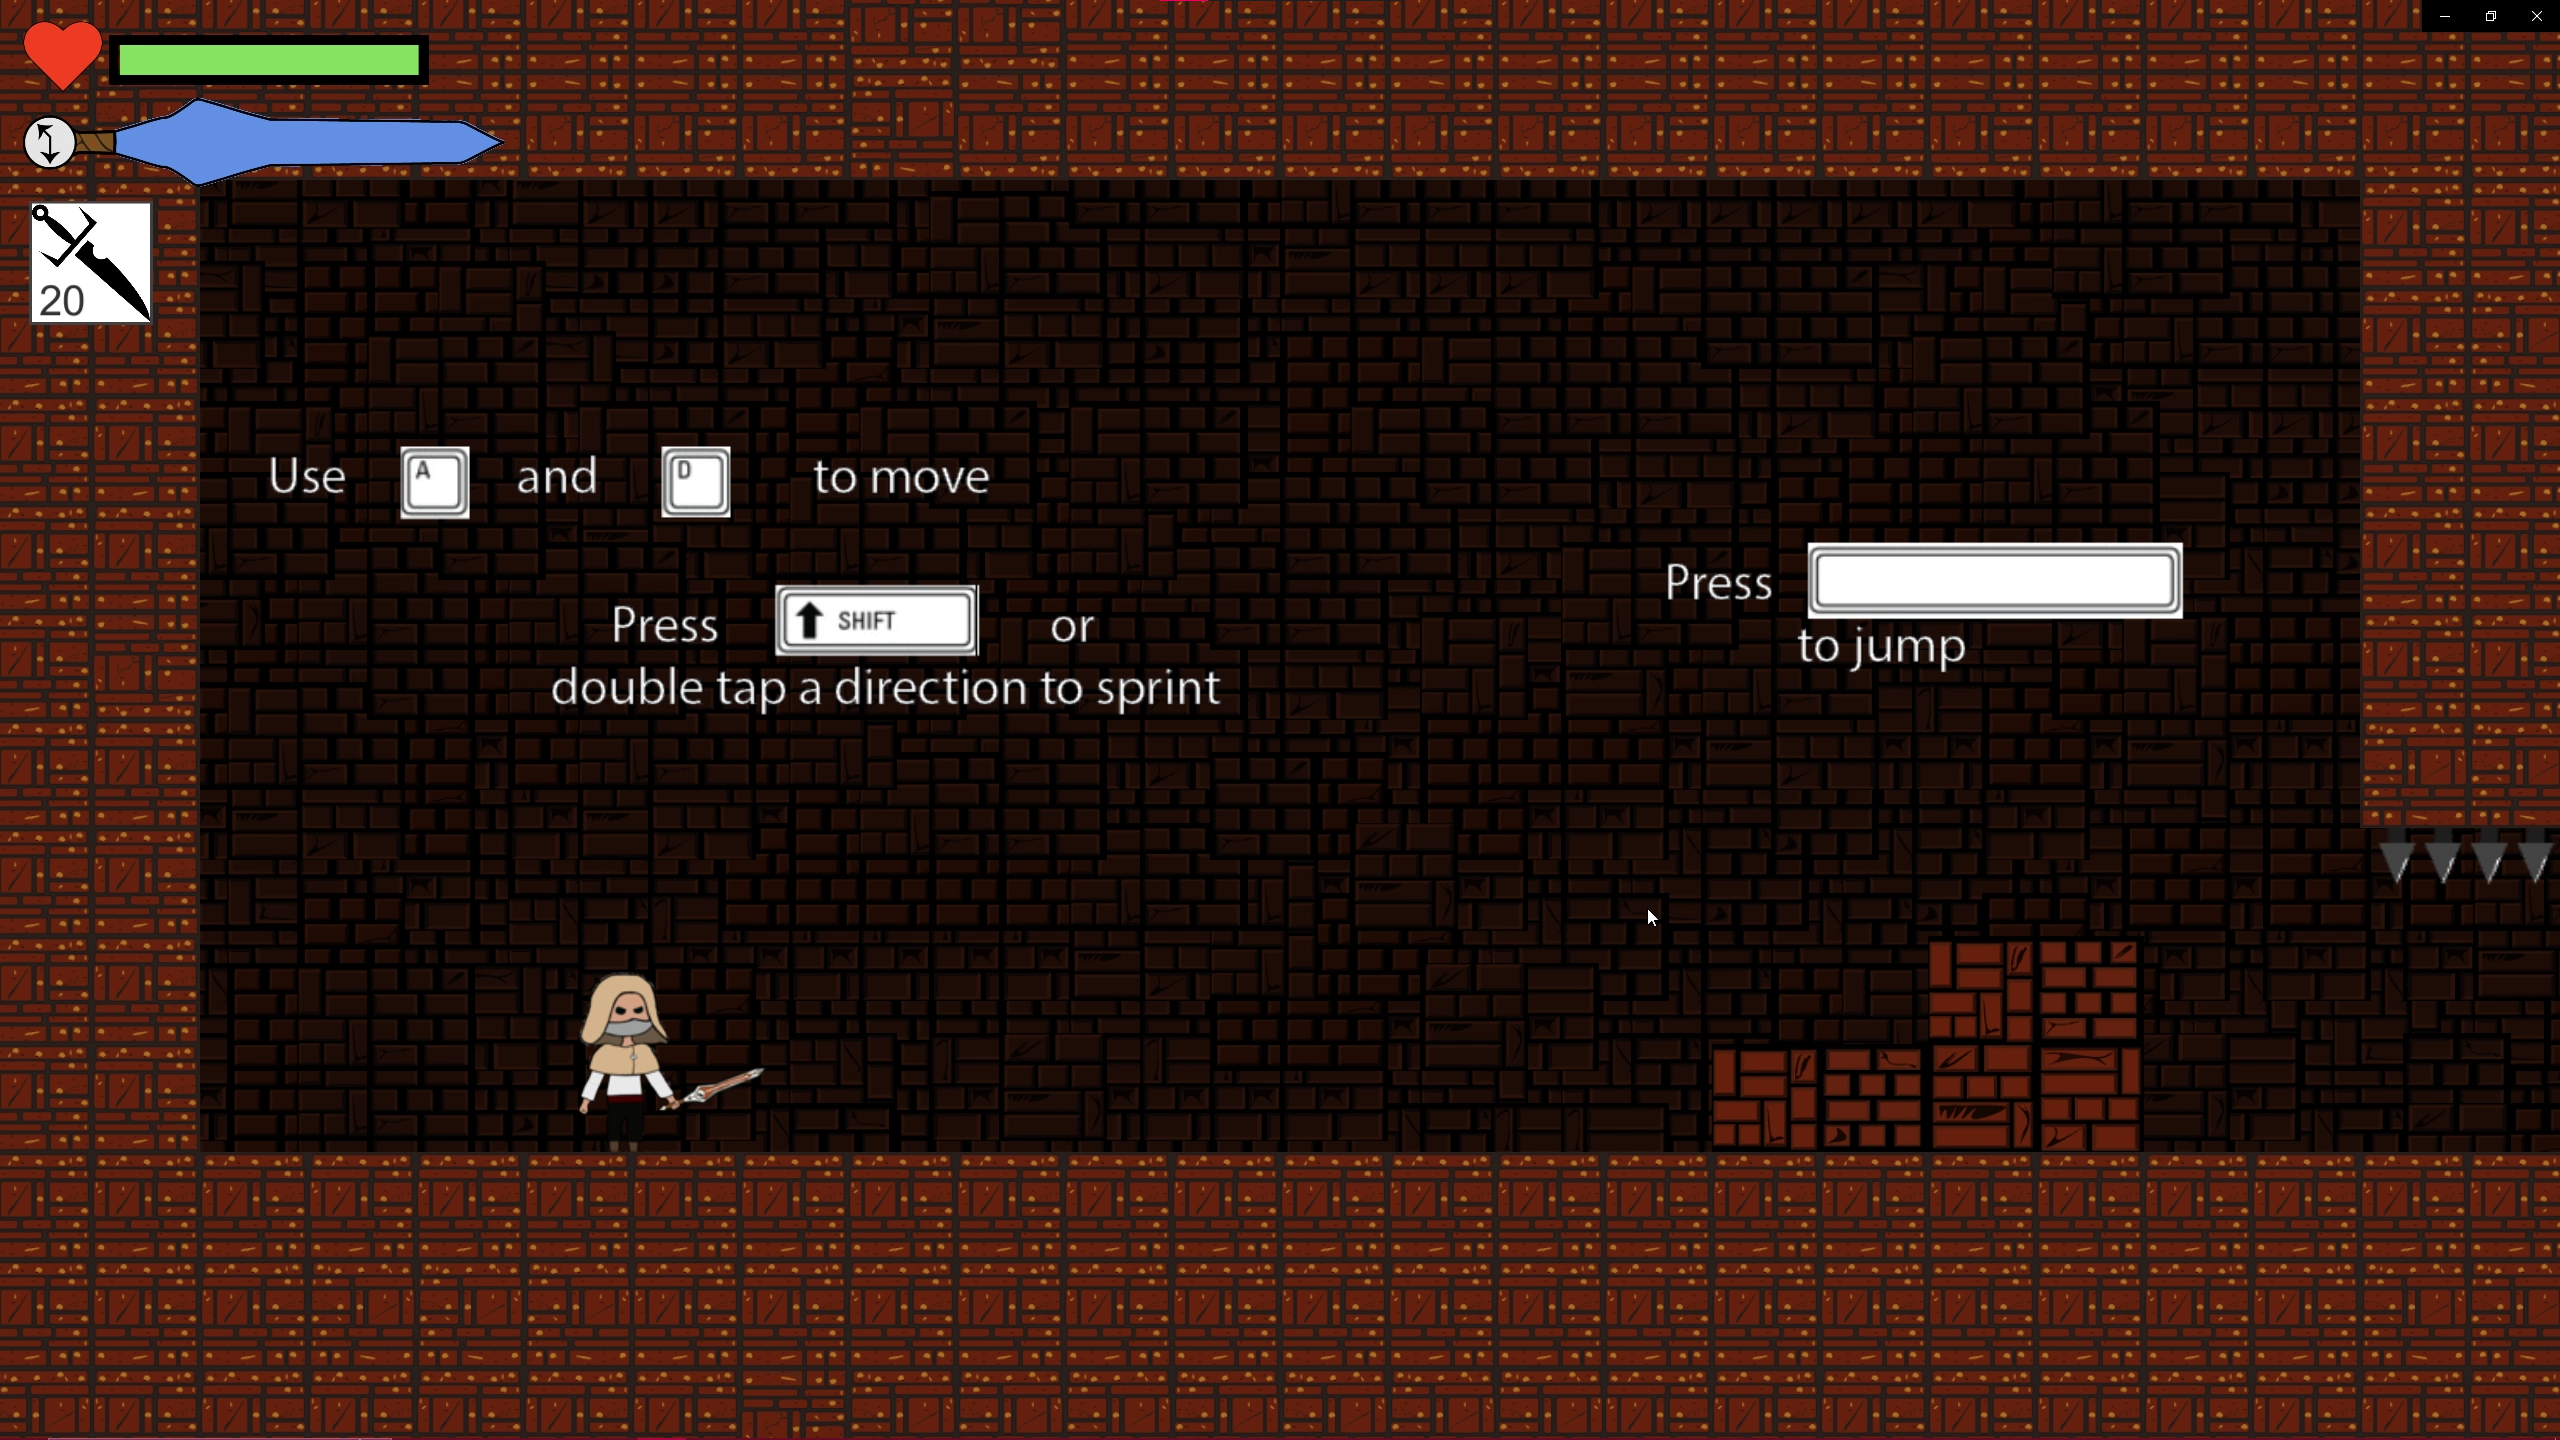 20
Use A and D to move
Press SHIFT or
double tap a direction to sprint
Press
to jump